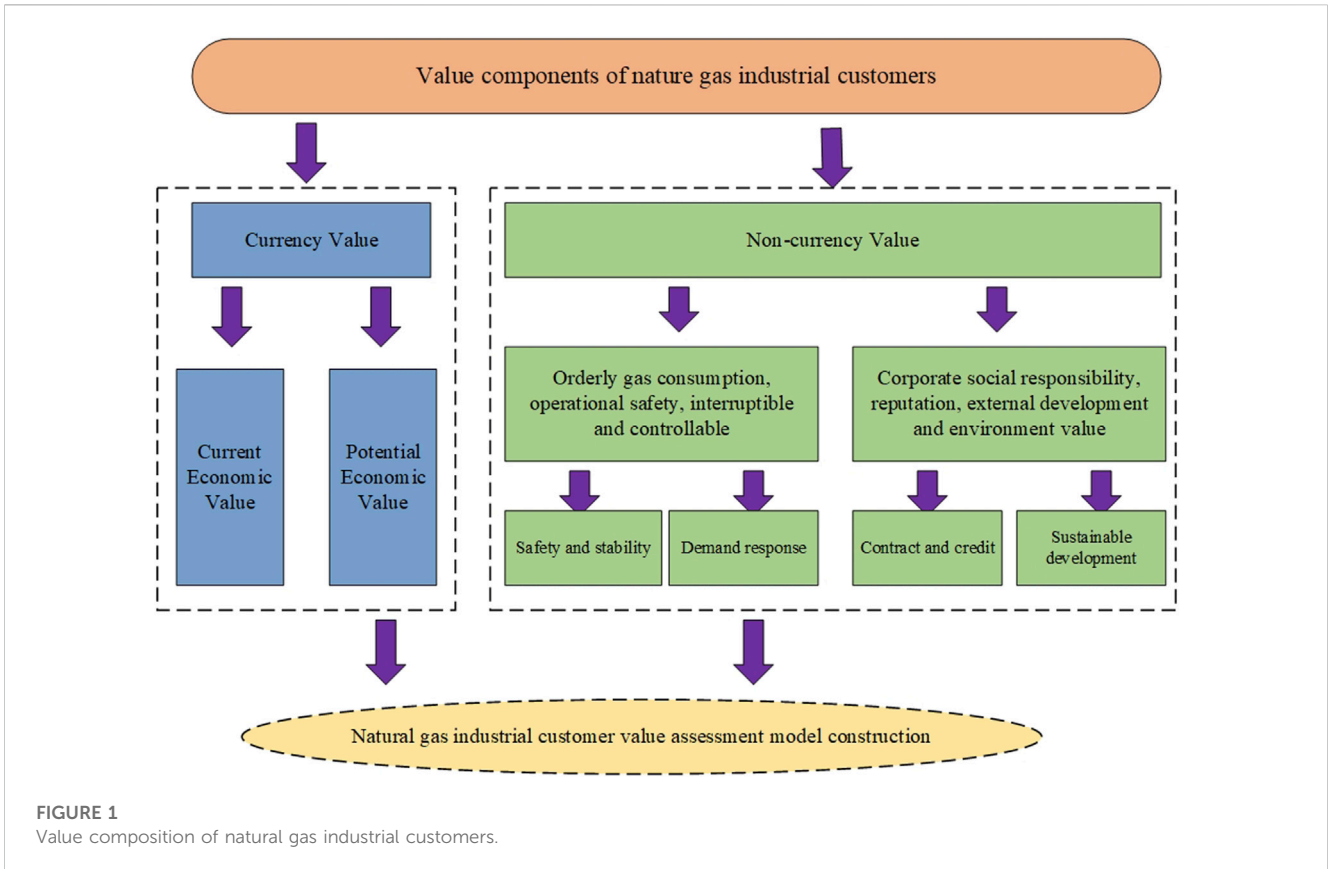 Value components of nature gas industrial customers
Currency Value
Non-currency Value
Current
Economic
Value
Potential
Economic
Value
Orderly gas consumption,
operational safety, interruptible
and controllable
Corporate social responsibility,
reputation, external development
and environment value
Safety and stability
Demand response
Contract and credit
Sustainable
development
Natural gas industrial customer value assessment model construction
FIGURE 1
Value composition of natural gas industrial customers.